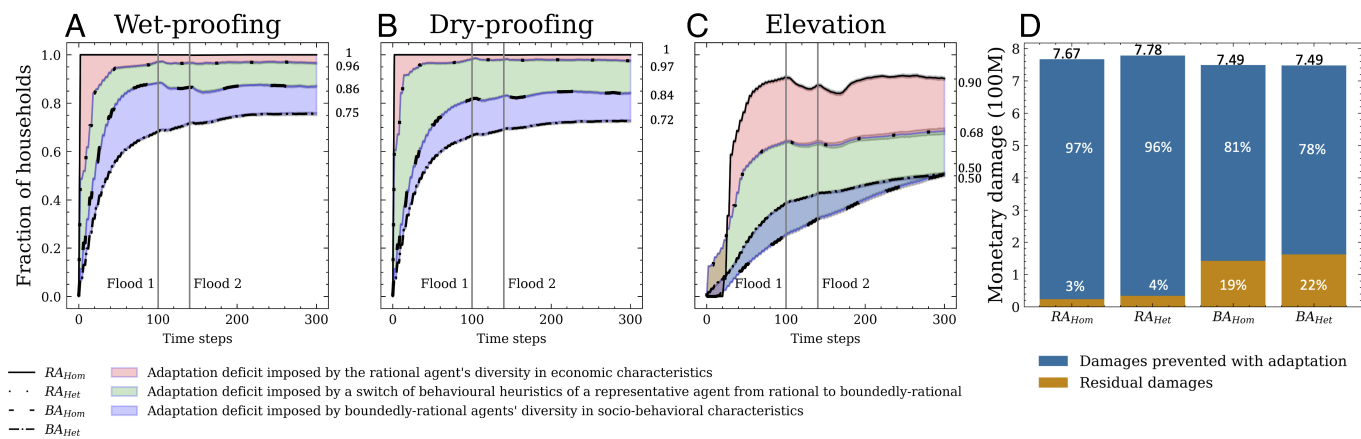 A Wet-proofing
B Dry-proofing
C Elevation
D
Fraction of households
1.0
0.8
0.6
0.4
0.2
0.0
1
0.96
0.86
0.75
Flood 1
Flood 2
0 100 200 300
Time steps
1
0.97
0.84
0.72
Flood 1
Flood 2
0 100 200 300
Time steps
0.90
0.68
0.50
0.50
Flood 1
Flood 2
0 100 200 300
Time steps
Monetary damage (100M)
8
7
6
5
4
3
2
1
0
7.67 7.78 7.49 7.49
97% 96% 81% 78%
3% 4% 19% 22%
RA_Hom RA_Het BA_Hom BA_Het
Damages prevented with adaptation
Residual damages
RA_Hom
RA_Het
BA_Hom
BA_Het
Adaptation deficit imposed by the rational agent's diversity in economic characteristics
Adaptation deficit imposed by a switch of behavioural heuristics of a representative agent from rational to boundedly-rational
Adaptation deficit imposed by boundedly-rational agents' diversity in socio-behavioral characteristics